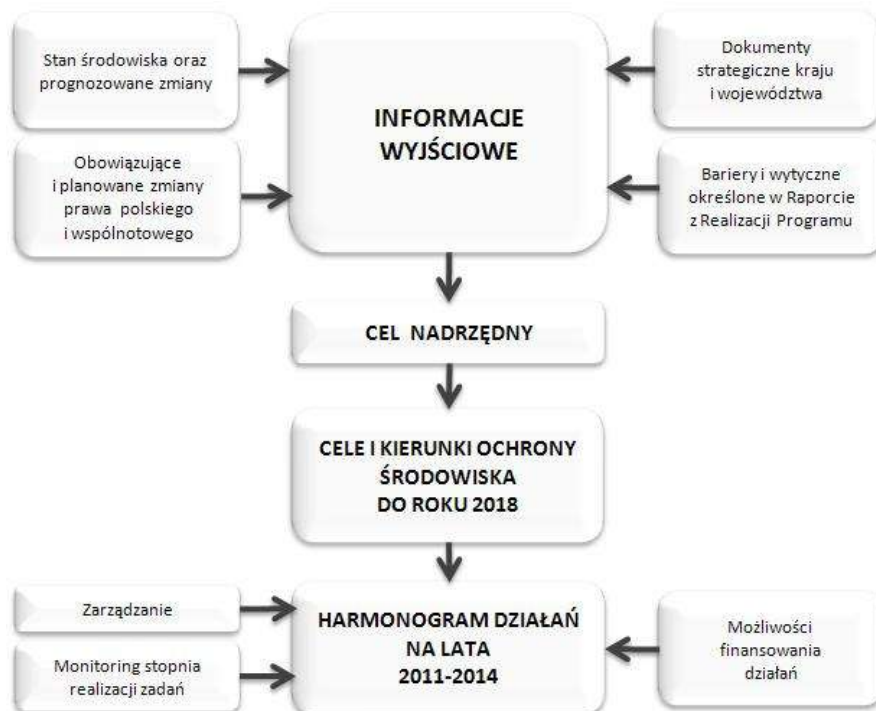 Stan środowiska oraz
prognozowane zmiany
Obowiązujące
i planowane zmiany
prawa polskiego
i wspólnotowego
INFORMACJE
WYJŚCIOWE
Dokumenty
strategiczne kraju
i województwa
Bariery i wytyczne
określone w Raporcie
z Realizacji Programu
CEL NADRZĘDNY
CELE I KIERUNKI OCHRONY
ŚRODOWISKA
DO ROKU 2018
Zarządzanie
Monitoring stopnia
realizacji zadań
HARMONOGRAM DZIAŁAŃ
NA LATA
2011-2014
Możliwości
finansowania
działań